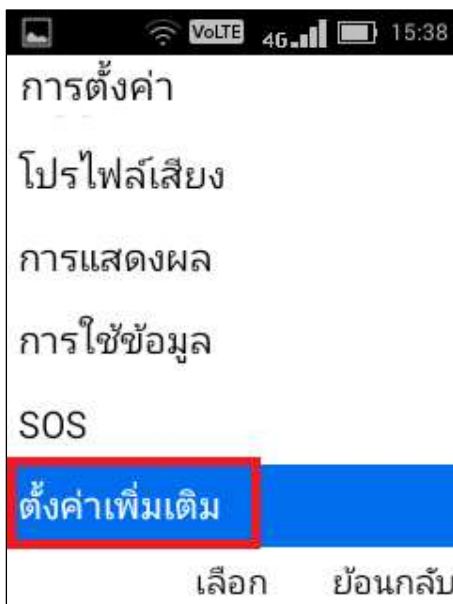 VoLTE 4G 15:38
การตั้งค่า
โปรไฟล์เสียง
การแสดงผล
การใช้ข้อมูล
SOS
ตั้งค่าเพิ่มเติม
เลือก ย้อนกลับ